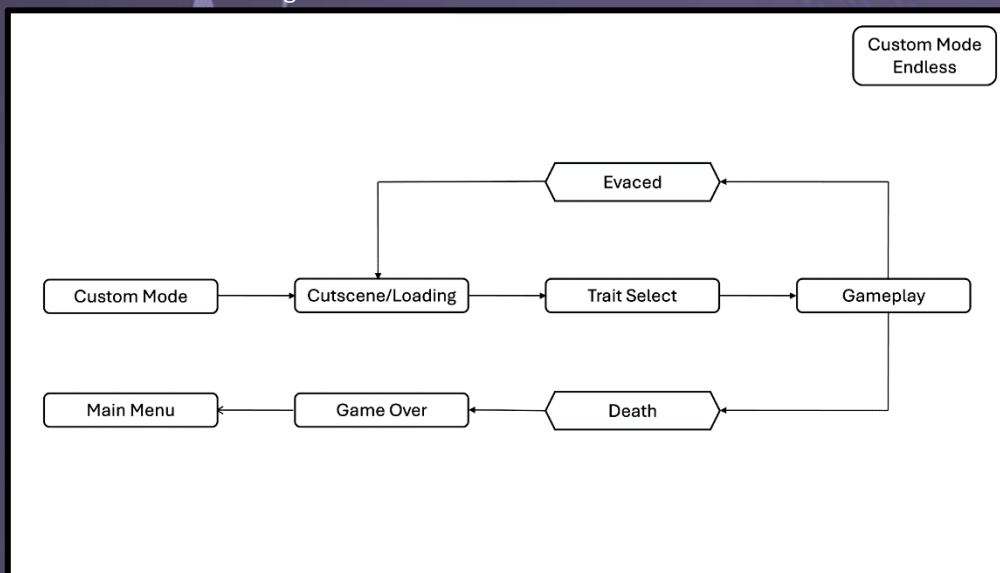 Custom Mode
Endless
Evaced
Custom Mode
Cutscene/Loading
Trait Select
Gameplay
Main Menu
Game Over
Death